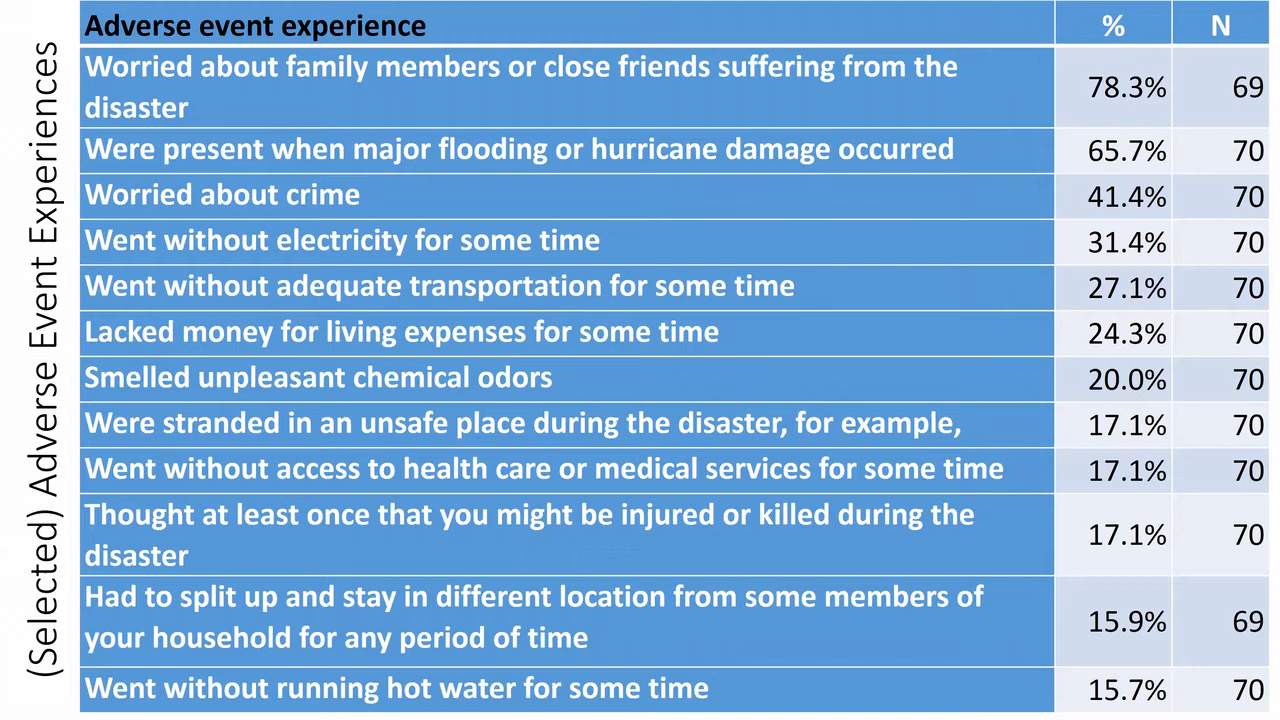 (Selected) Adverse Event Experiences
Adverse event experience % N
Worried about family members or close friends suffering from the
disaster 78.3% 69
Were present when major flooding or hurricane damage occurred 65.7% 70
Worried about crime 41.4% 70
Went without electricity for some time 31.4% 70
Went without adequate transportation for some time 27.1% 70
Lacked money for living expenses for some time 24.3% 70
Smelled unpleasant chemical odors 20.0% 70
Were stranded in an unsafe place during the disaster, for example, 17.1% 70
Went without access to health care or medical services for some time 17.1% 70
Thought at least once that you might be injured or killed during the
disaster 17.1% 70
Had to split up and stay in different location from some members of
your household for any period of time 15.9% 69
Went without running hot water for some time 15.7% 70